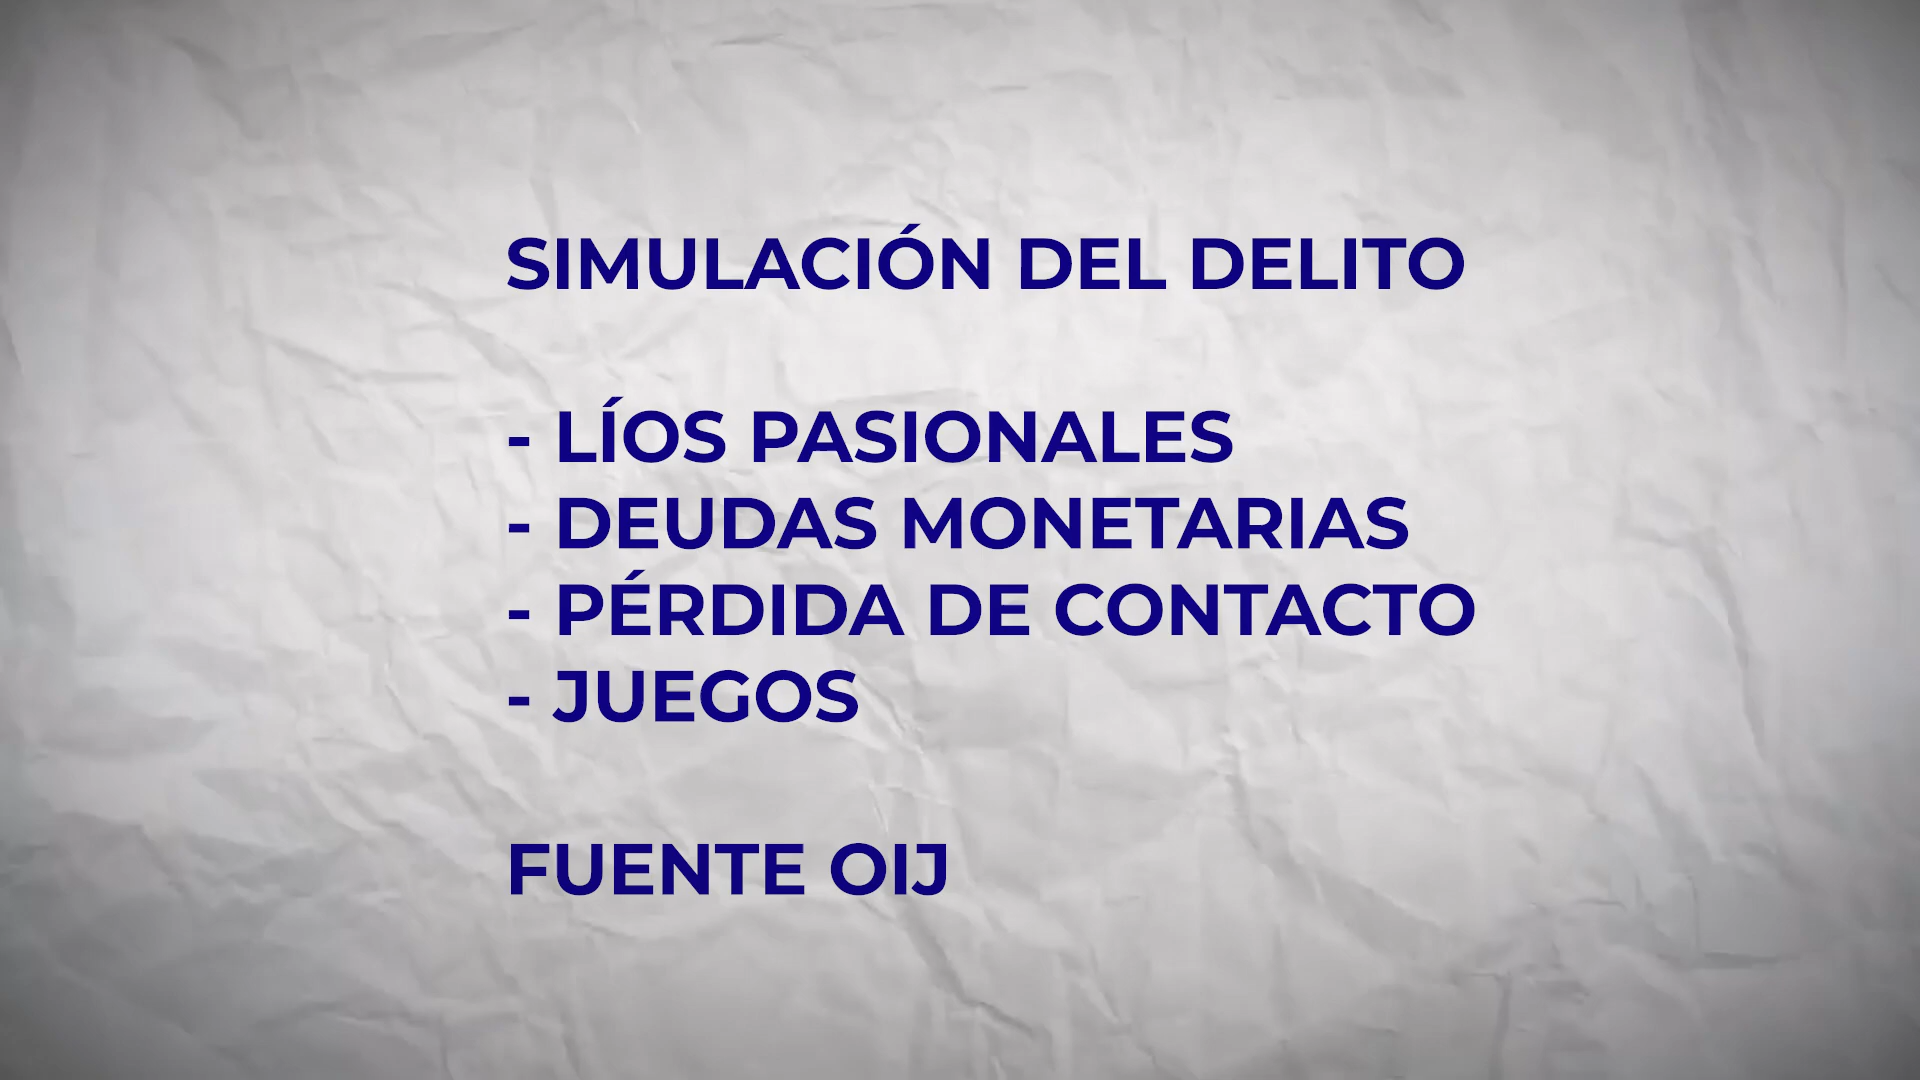 SIMULACIÓN DEL DELITO
- LÍOS PASIONALES
- DEUDAS MONETARIAS
- PÉRDIDA DE CONTACTO
- JUEGOS
FUENTE OIJ